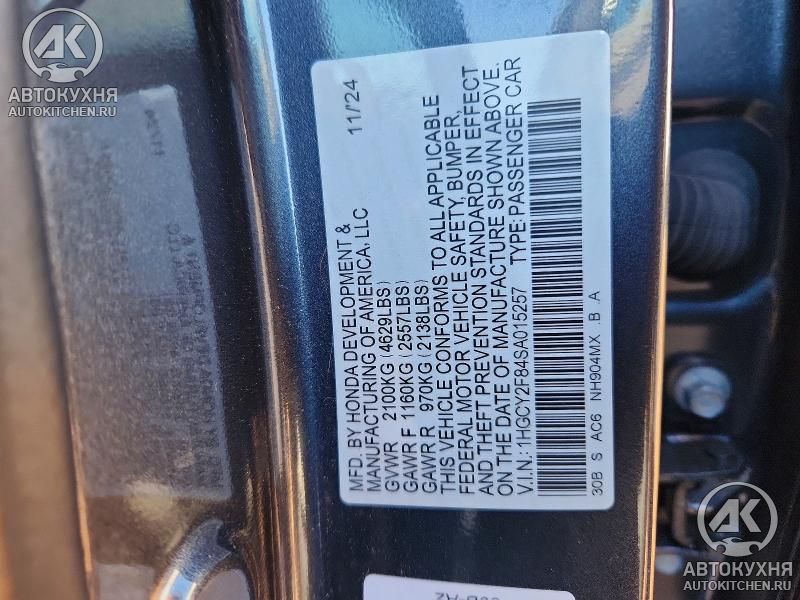 MFD. BY HONDA DEVELOPMENT &
MANUFACTURING OF AMERICA, LLC
11/24
GVWR 2100KG (4629LBS)
GAWR F 1160KG (2557LBS)
GAWR R 970KG (2138LBS)
THIS VEHICLE CONFORMS TO ALL APPLICABLE
FEDERAL MOTOR VEHICLE SAFETY, BUMPER,
AND THEFT PREVENTION STANDARDS IN EFFECT
ON THE DATE OF MANUFACTURE SHOWN ABOVE.
V.I.N.: 1HGCY2F84SA015257 TYPE: PASSENGER CAR
30B S AC6 NH904MX .B .A
АК
АВТОКУХНЯ
AUTOKITCHEN.RU
АК
АВТОКУХНЯ
AUTOKITCHEN.RU